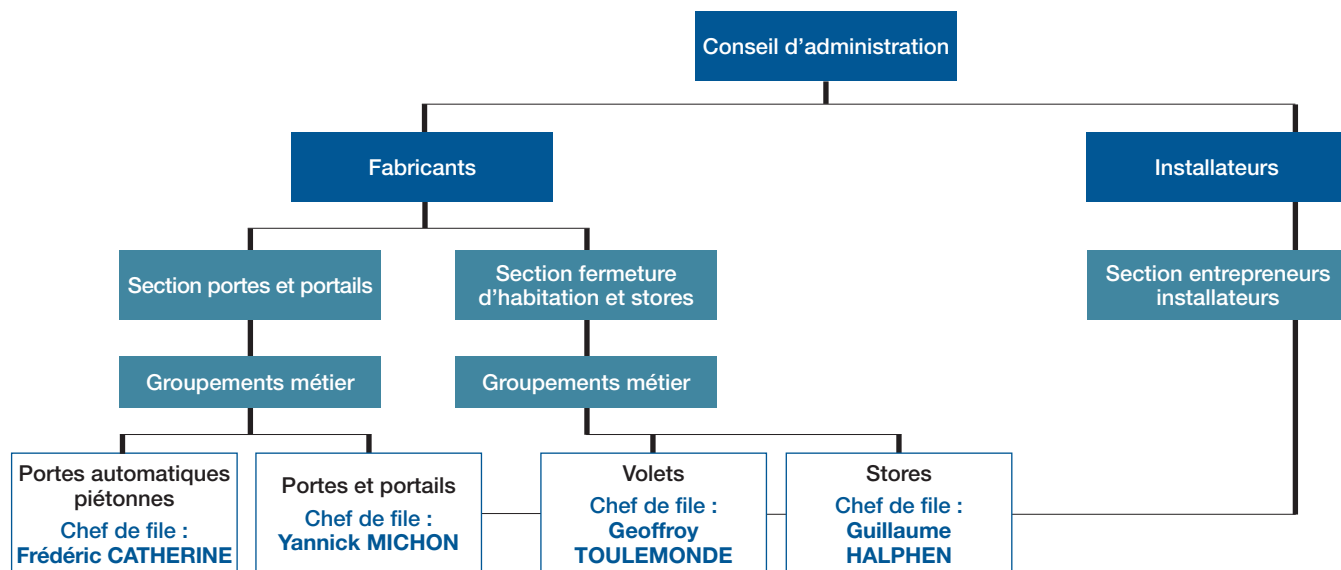 Conseil d’administration
Fabricants
Installateurs
Section portes et portails
Section fermeture
d’habitation et stores
Section entrepreneurs
installateurs
Groupements métier
Groupements métier
Portes automatiques
piétonnes
Chef de file :
Frédéric CATHERINE
Portes et portails
Chef de file :
Yannick MICHON
Volets
Chef de file :
Geoffroy
TOULEMONDE
Stores
Chef de file :
Guillaume
HALPHEN